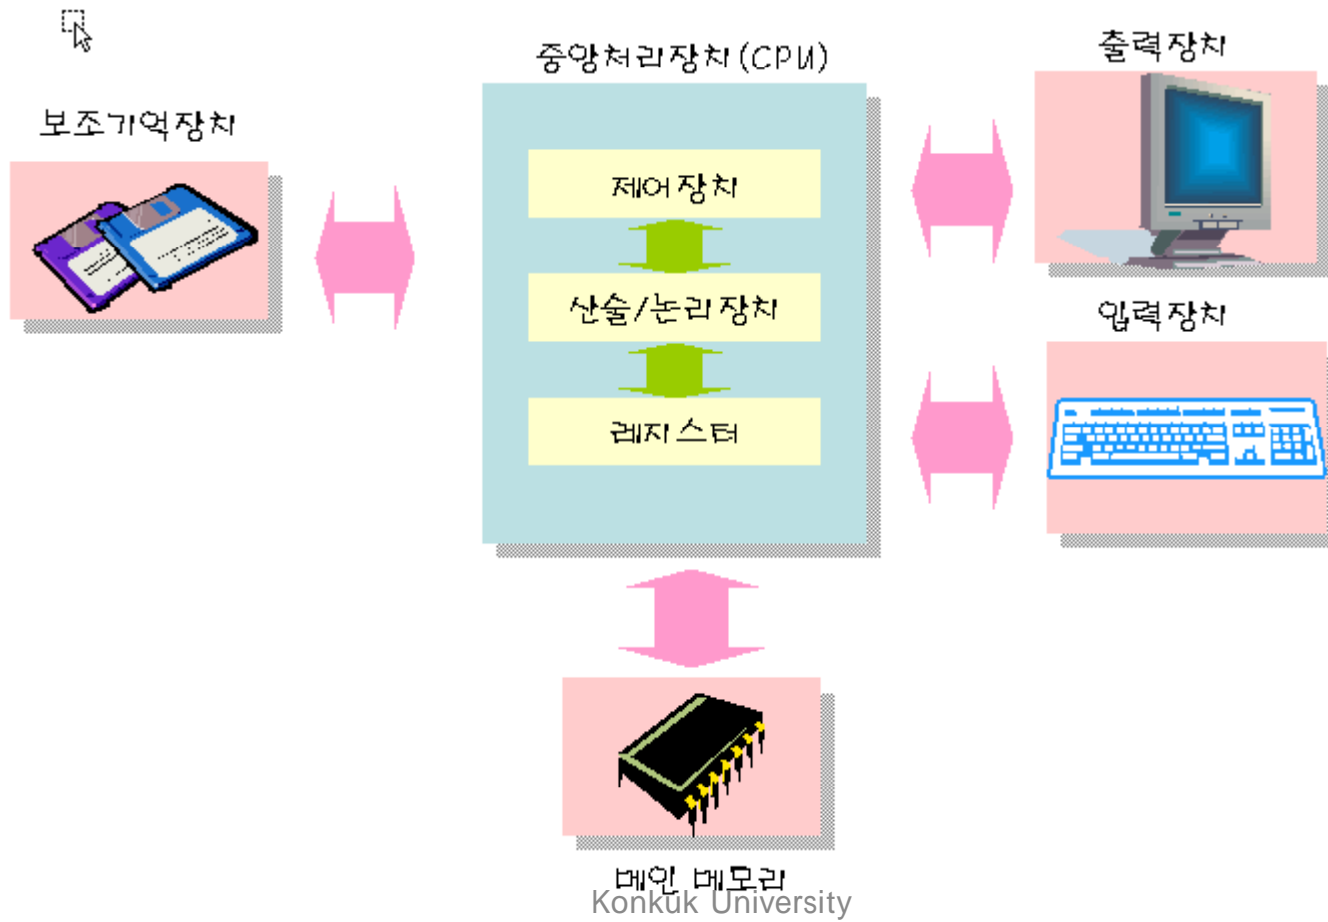 중앙처리장치(CPU)
출력장치
보조기억장치
제어장치
산술/논리장치
입력장치
레지스터
메인 메모리
Konkuk University